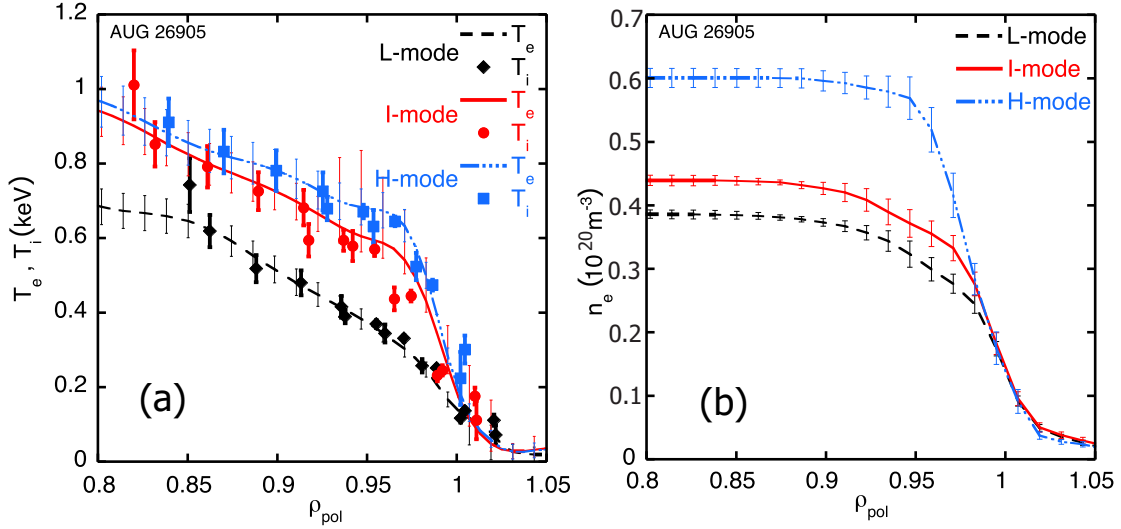 AUG 26905
L-mode
T_e
T_i
I-mode
T_e
T_i
H-mode
T_e
T_i
(a)
1.2
1
0.8
0.6
0.4
0.2
0
T_e , T_i (keV)
0.8 0.85 0.9 0.95 1 1.05
ρ_pol
AUG 26905
L-mode
I-mode
H-mode
(b)
0.7
0.6
0.5
0.4
0.3
0.2
0.1
0
n_e (10^20 m^-3)
0.8 0.85 0.9 0.95 1 1.05
ρ_pol